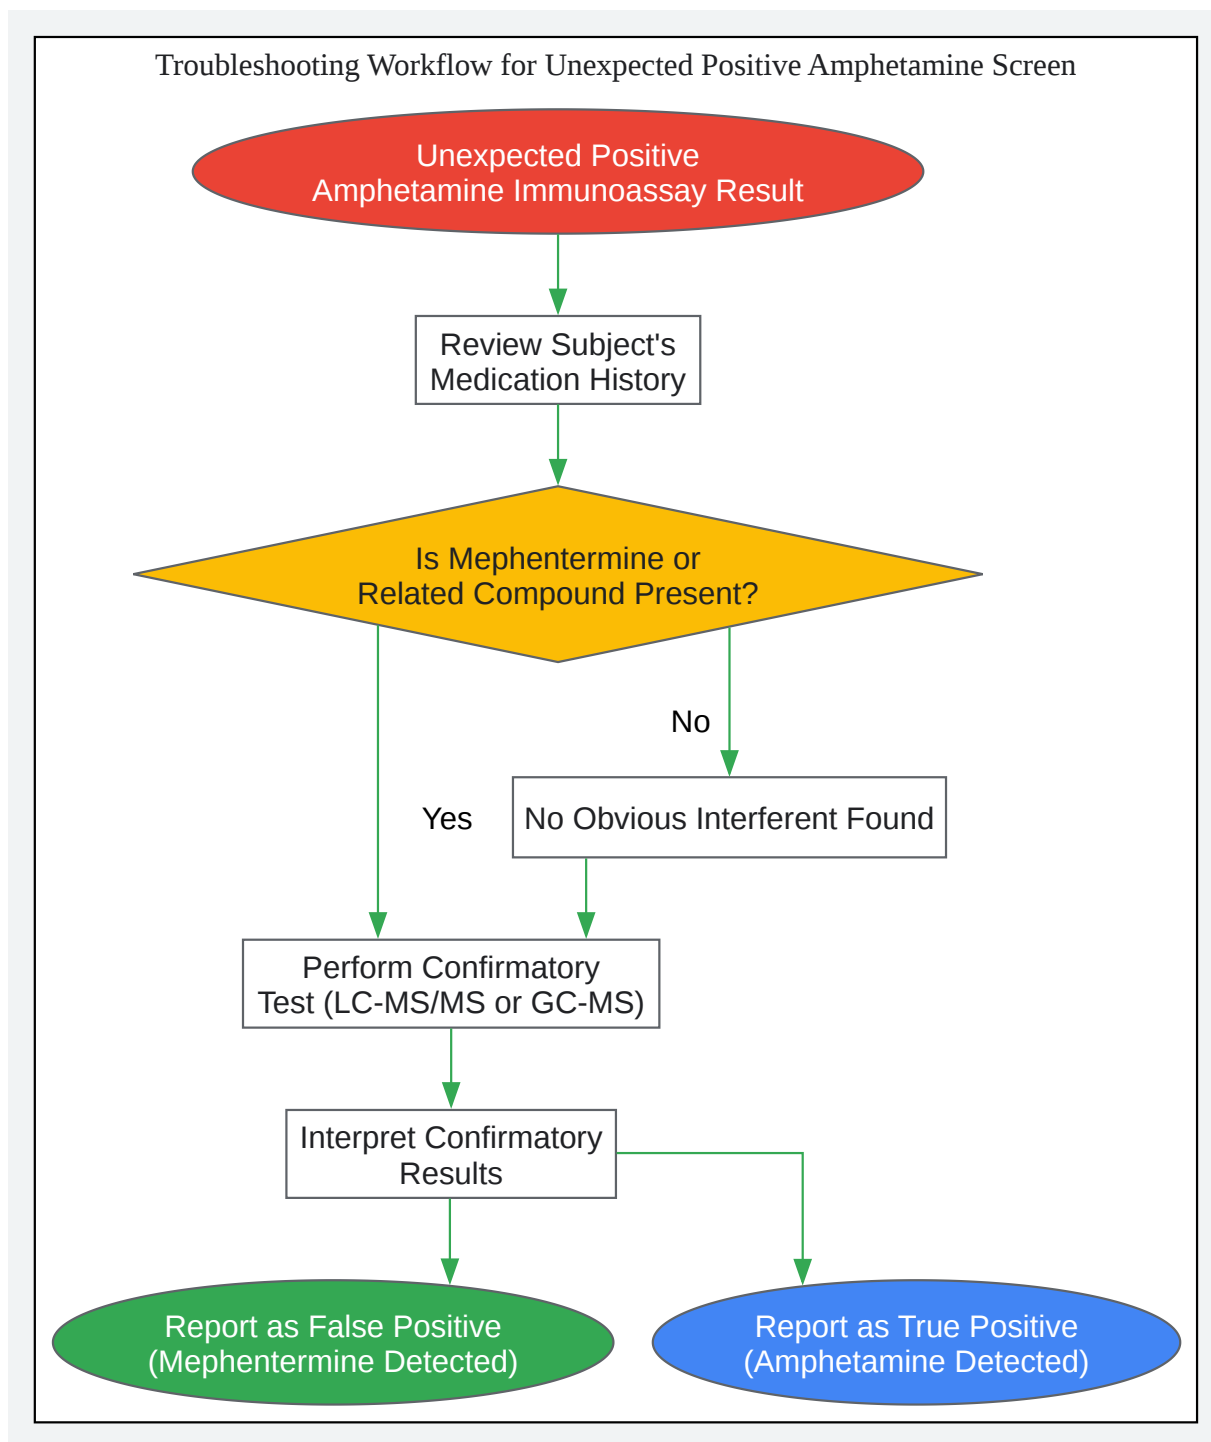 Troubleshooting Workflow for Unexpected Positive Amphetamine Screen
Unexpected Positive
Amphetamine Immunoassay Result
Review Subject's
Medication History
Is Mephentermine or
Related Compound Present?
No
Yes
No Obvious Interferent Found
Perform Confirmatory
Test (LC-MS/MS or GC-MS)
Interpret Confirmatory
Results
Report as False Positive
(Mephentermine Detected)
Report as True Positive
(Amphetamine Detected)